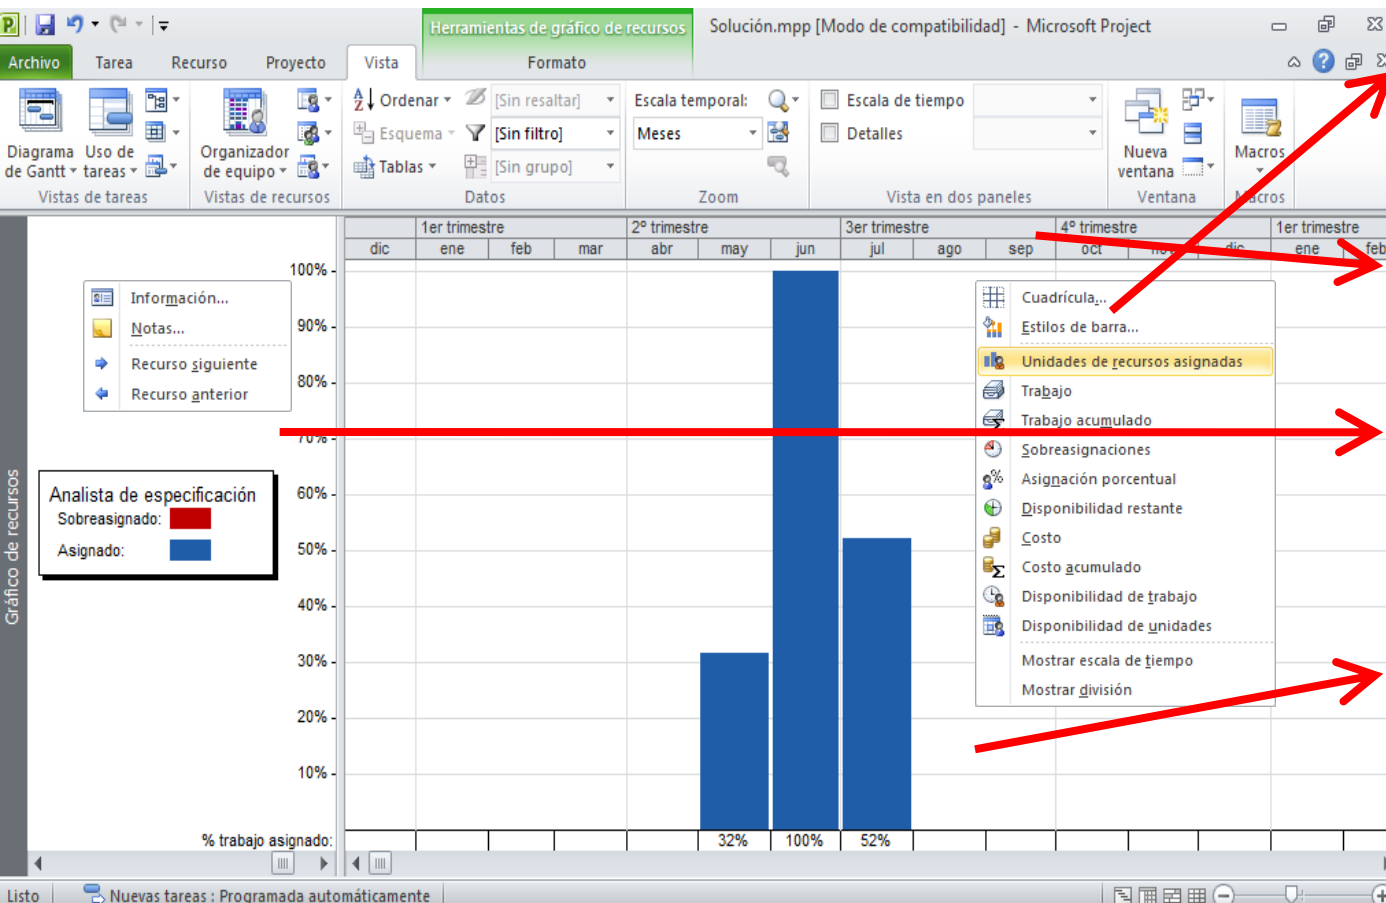 Herramientas de gráfico de recursos
Solución.mpp [Modo de compatibilidad] - Microsoft Project
Archivo Tarea Recurso Proyecto Vista Formato
Ordenar [Sin resaltar] Escala temporal: Escala de tiempo
Esquema [Sin filtro] Meses Detalles
Tablas [Sin grupo]
Diagrama de Gantt
Uso de tareas
Organizador de equipo
Nueva ventana
Macros
Vistas de tareas Vistas de recursos Datos Zoom Vista en dos paneles Ventana Macros
1er trimestre 2º trimestre 3er trimestre 4º trimestre 1er trimestre
dic ene feb mar abr may jun jul ago sep oct nov dic ene feb
100%
90%
80%
70%
60%
50%
40%
30%
20%
10%
Información...
Notas...
Recurso siguiente
Recurso anterior
Analista de especificación
Sobreasignado:
Asignado:
Gráfico de recursos
Cuadrícula...
Estilos de barra...
Unidades de recursos asignadas
Trabajo
Trabajo acumulado
Sobreasignaciones
Asignación porcentual
Disponibilidad restante
Costo
Costo acumulado
Disponibilidad de trabajo
Disponibilidad de unidades
Mostrar escala de tiempo
Mostrar división
% trabajo asignado: 32% 100% 52%
Listo Nuevas tareas : Programada automáticamente